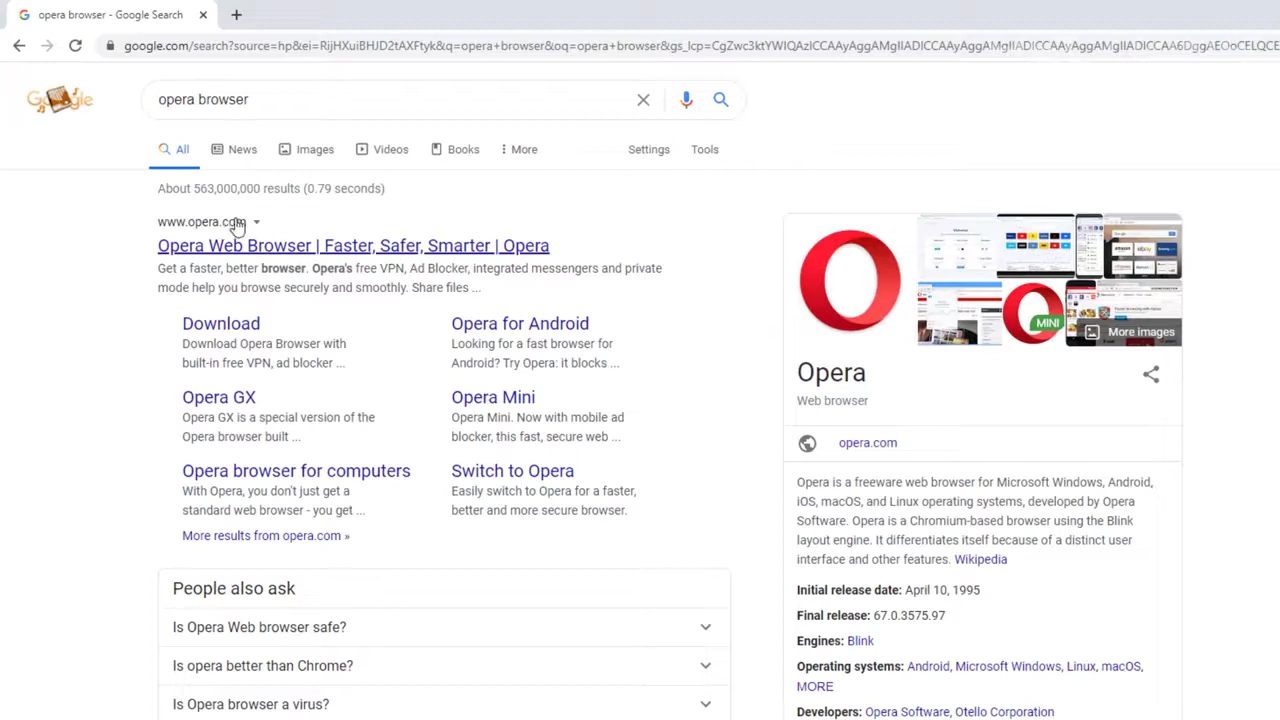 opera browser - Google Search
google.com/search?source=hp&ei=RijHXuiBHJD2tAXFtyk&q=opera+browser&oq=opera+browser&gs_lcp=
Google
opera browser
All News Images Videos Books More Settings Tools
About 563,000,000 results (0.79 seconds)
www.opera.com
Opera Web Browser | Faster, Safer, Smarter | Opera
Get a faster, better browser. Opera's free VPN, Ad Blocker, integrated messengers and private
mode help you browse securely and smoothly. Share files ...
Download
Download Opera Browser with
built-in free VPN, ad blocker ...
Opera for Android
Looking for a fast browser for
Android? Try Opera: it blocks ...
Opera GX
Opera GX is a special version of the
Opera browser built ...
Opera Mini
Opera Mini. Now with mobile ad
blocker, this fast, secure web ...
Opera browser for computers
With Opera, you don't just get a
standard web browser - you get ...
Switch to Opera
Easily switch to Opera for a faster,
better and more secure browser.
More results from opera.com »
People also ask
Is Opera Web browser safe?
Is opera better than Chrome?
Is Opera browser a virus?
MINI
More images
Opera
Web browser
opera.com
Opera is a freeware web browser for Microsoft Windows, Android,
iOS, macOS, and Linux operating systems, developed by Opera
Software. Opera is a Chromium-based browser using the Blink
layout engine. It differentiates itself because of a distinct user
interface and other features. Wikipedia
Initial release date: April 10, 1995
Final release: 67.0.3575.97
Engines: Blink
Operating systems: Android, Microsoft Windows, Linux, macOS,
MORE
Developers: Opera Software, Otello Corporation